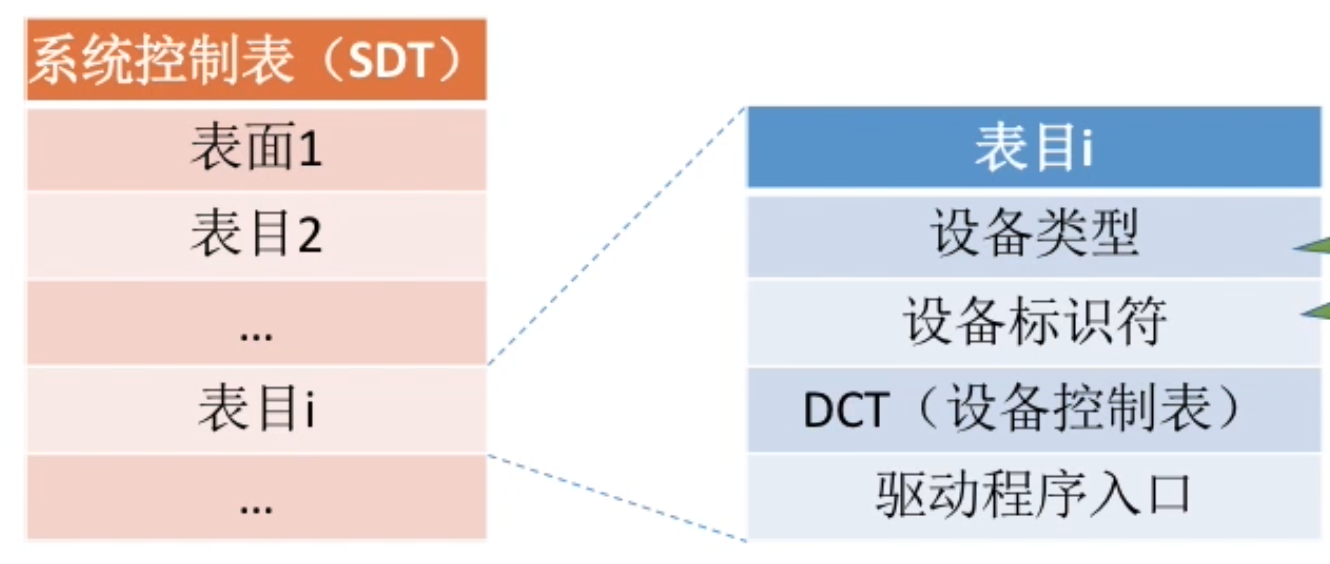 系统控制表（SDT）
表面1
表目2
...
表目i
...
表目i
设备类型
设备标识符
DCT（设备控制表）
驱动程序入口